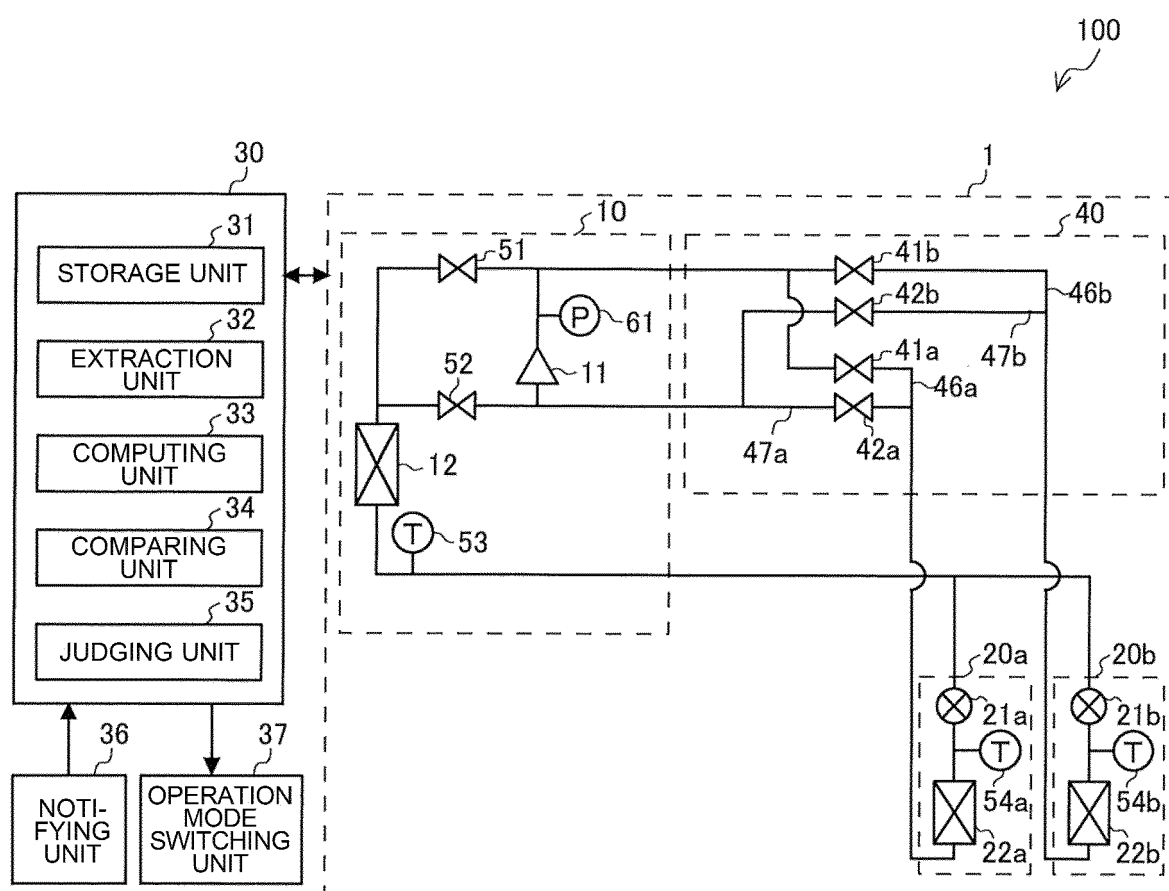 100
1
30
10
40
31
STORAGE UNIT
51
41b
42b
46b
P
61
47b
32
EXTRACTION
UNIT
52
11
41a
46a
33
COMPUTING
UNIT
12
47a
42a
34
COMPARING
UNIT
T
53
35
JUDGING UNIT
20a
20b
21a
21b
T
T
54a
54b
22a
22b
36
NOTI-
FYING
UNIT
37
OPERATION
MODE
SWITCHING
UNIT